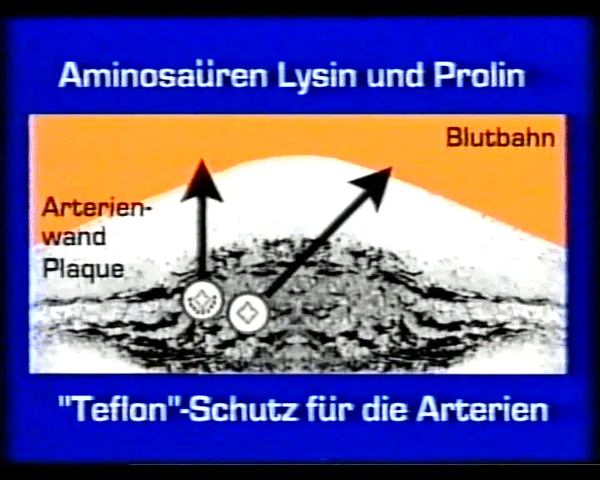 Aminosaüren Lysin und Prolin
Blutbahn
Arterien-
wand
Plaque
"Teflon"-Schutz für die Arterien